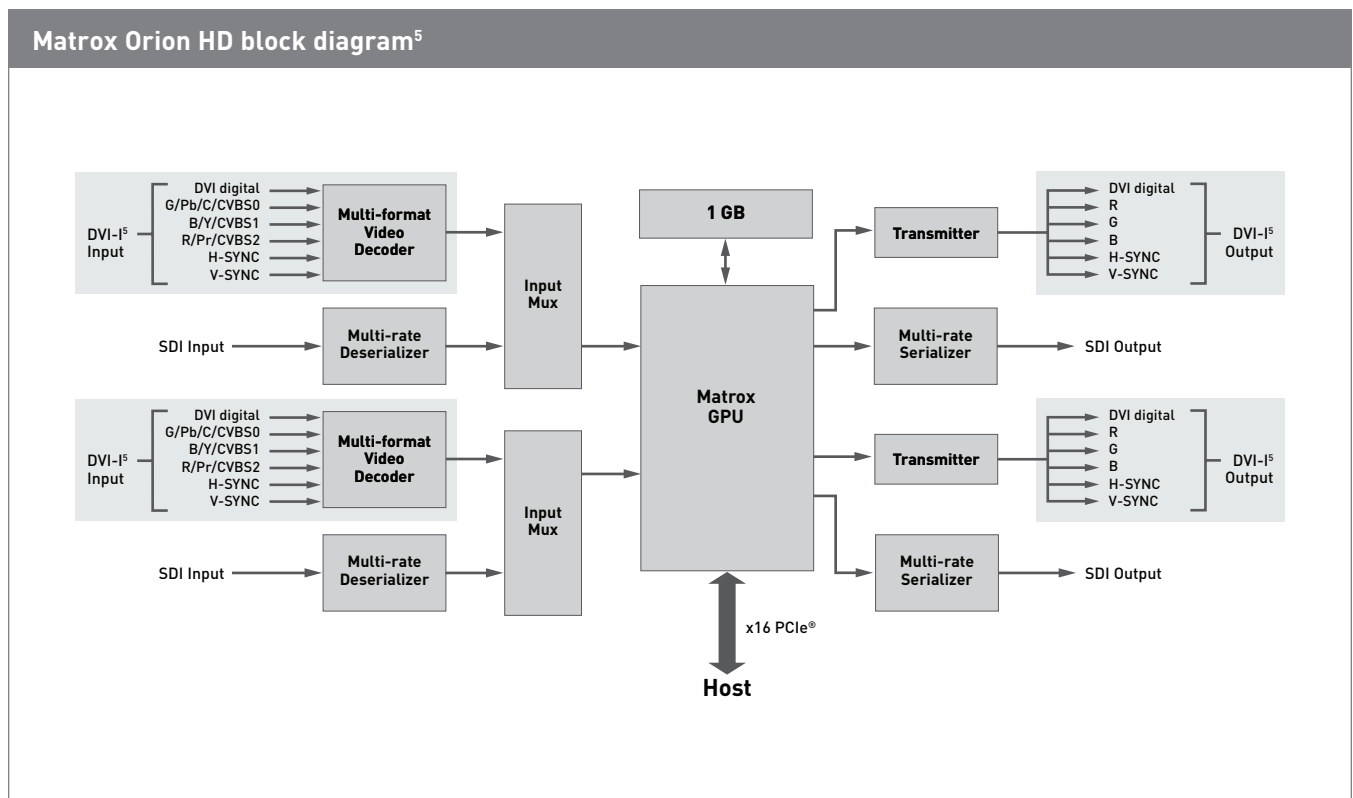 Matrox Orion HD block diagram⁵
DVI-I⁵
Input
DVI digital
G/Pb/C/CVBS0
B/Y/CVBS1
R/Pr/CVBS2
H-SYNC
V-SYNC
Multi-format
Video
Decoder
SDI Input
Multi-rate
Deserializer
Input
Mux
DVI-I⁵
Input
DVI digital
G/Pb/C/CVBS0
B/Y/CVBS1
R/Pr/CVBS2
H-SYNC
V-SYNC
Multi-format
Video
Decoder
SDI Input
Multi-rate
Deserializer
Input
Mux
1 GB
Matrox
GPU
x16 PCIe®
Host
Transmitter
DVI digital
R
G
B
H-SYNC
V-SYNC
DVI-I⁵
Output
Multi-rate
Serializer
SDI Output
Transmitter
DVI digital
R
G
B
H-SYNC
V-SYNC
DVI-I⁵
Output
Multi-rate
Serializer
SDI Output